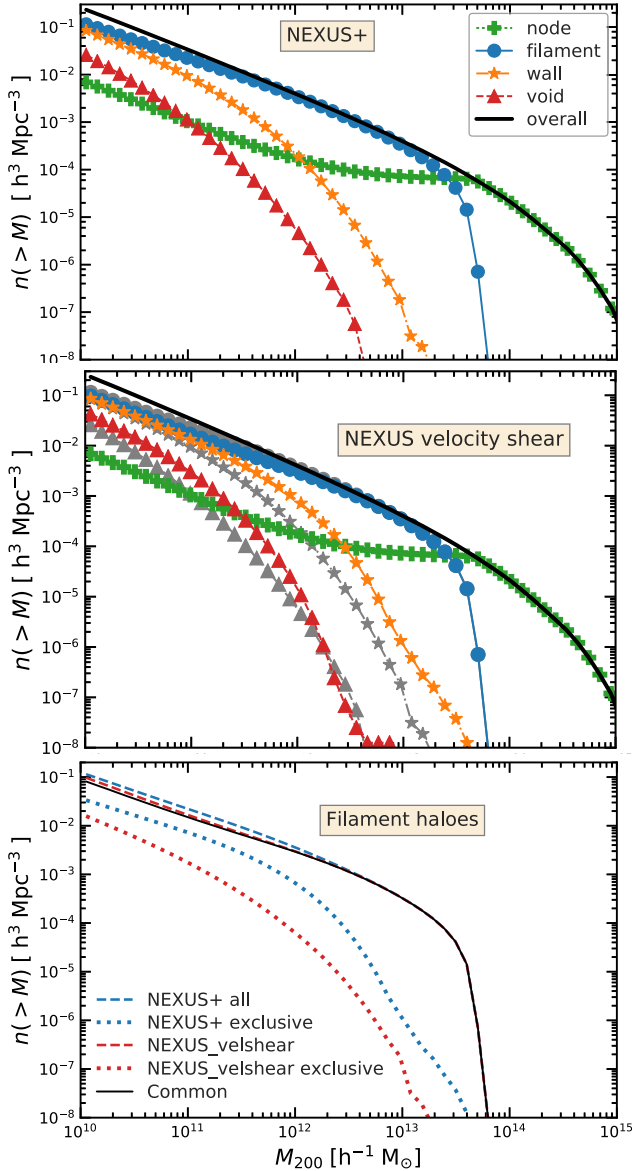 NEXUS+
node
filament
wall
void
overall
n(> M) [ h³ Mpc⁻³ ]
10⁻¹
10⁻²
10⁻³
10⁻⁴
10⁻⁵
10⁻⁶
10⁻⁷
10⁻⁸
NEXUS velocity shear
n(> M) [ h³ Mpc⁻³ ]
10⁻¹
10⁻²
10⁻³
10⁻⁴
10⁻⁵
10⁻⁶
10⁻⁷
10⁻⁸
Filament haloes
n(> M) [ h³ Mpc⁻³ ]
10⁻¹
10⁻²
10⁻³
10⁻⁴
10⁻⁵
10⁻⁶
10⁻⁷
10⁻⁸
NEXUS+ all
NEXUS+ exclusive
NEXUS_velshear
NEXUS_velshear exclusive
Common
10¹⁰ 10¹¹ 10¹² 10¹³ 10¹⁴ 10¹⁵
M₂₀₀ [h⁻¹ M☉]